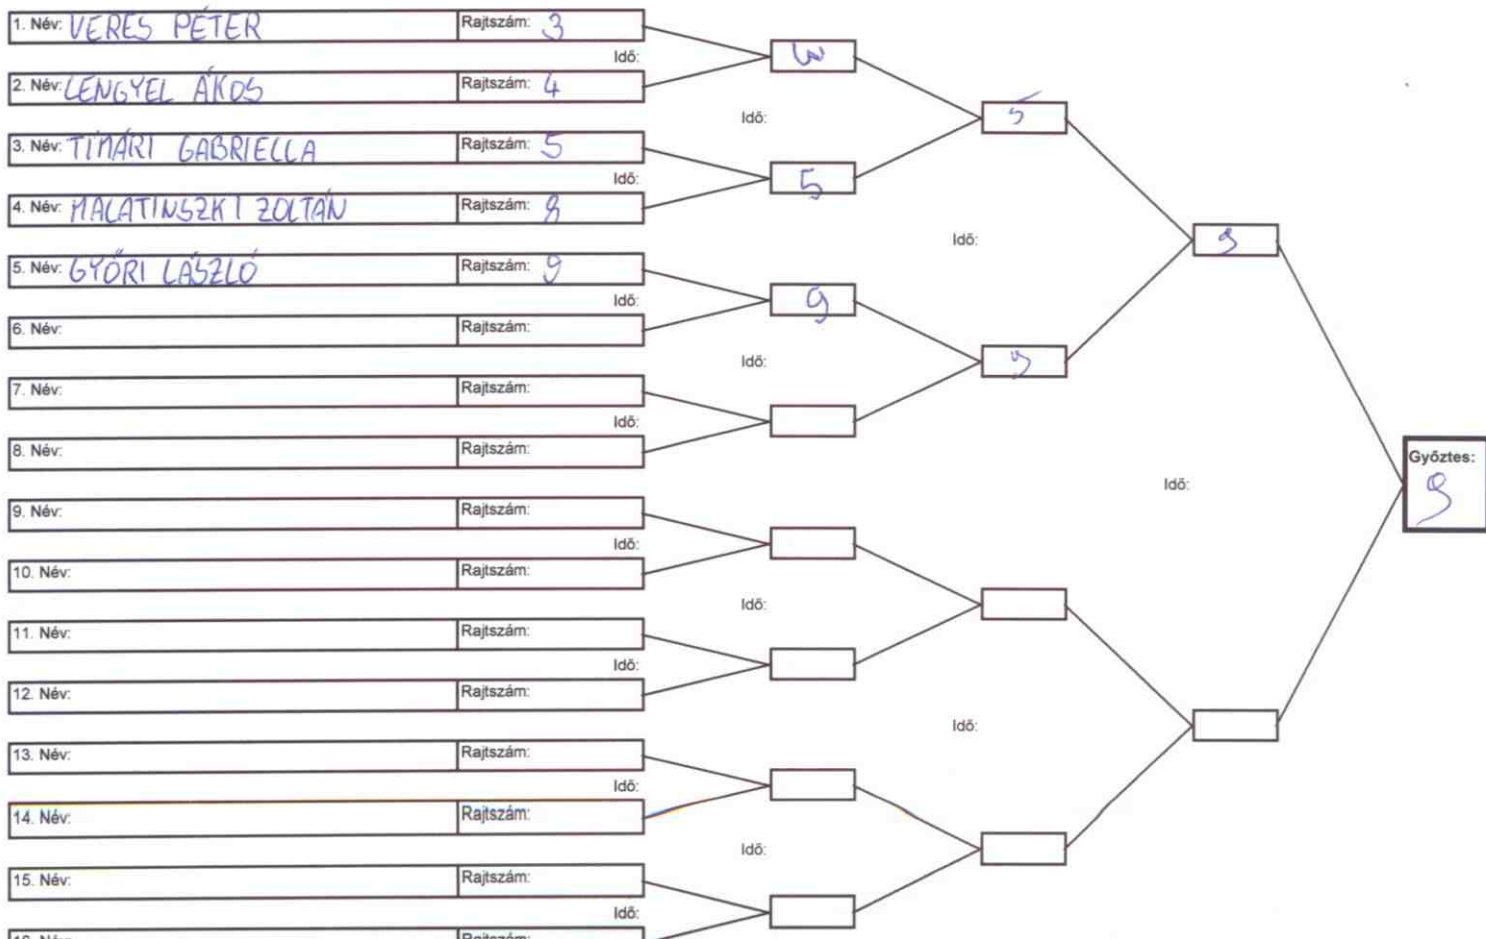 1. Név: VERES PÉTER Rajtszám: 3
Idő:
3
2. Név: LENGYEL ÁKOS Rajtszám: 4
Idő:
5
3. Név: TIMÁRI GABRIELLA Rajtszám: 5
Idő:
5
4. Név: MALATINSZKI ZOLTÁN Rajtszám: 8
Idő:
9
5. Név: GYŐRI LÁSZLÓ Rajtszám: 9
Idő:
9
6. Név: Rajtszám:
Idő:
9
7. Név: Rajtszám:
Idő:
8. Név: Rajtszám:
Győztes:
9
Idő:
9. Név: Rajtszám:
Idő:
10. Név: Rajtszám:
Idő:
11. Név: Rajtszám:
Idő:
12. Név: Rajtszám:
Idő:
13. Név: Rajtszám:
Idő:
14. Név: Rajtszám:
Idő:
15. Név: Rajtszám:
Idő: